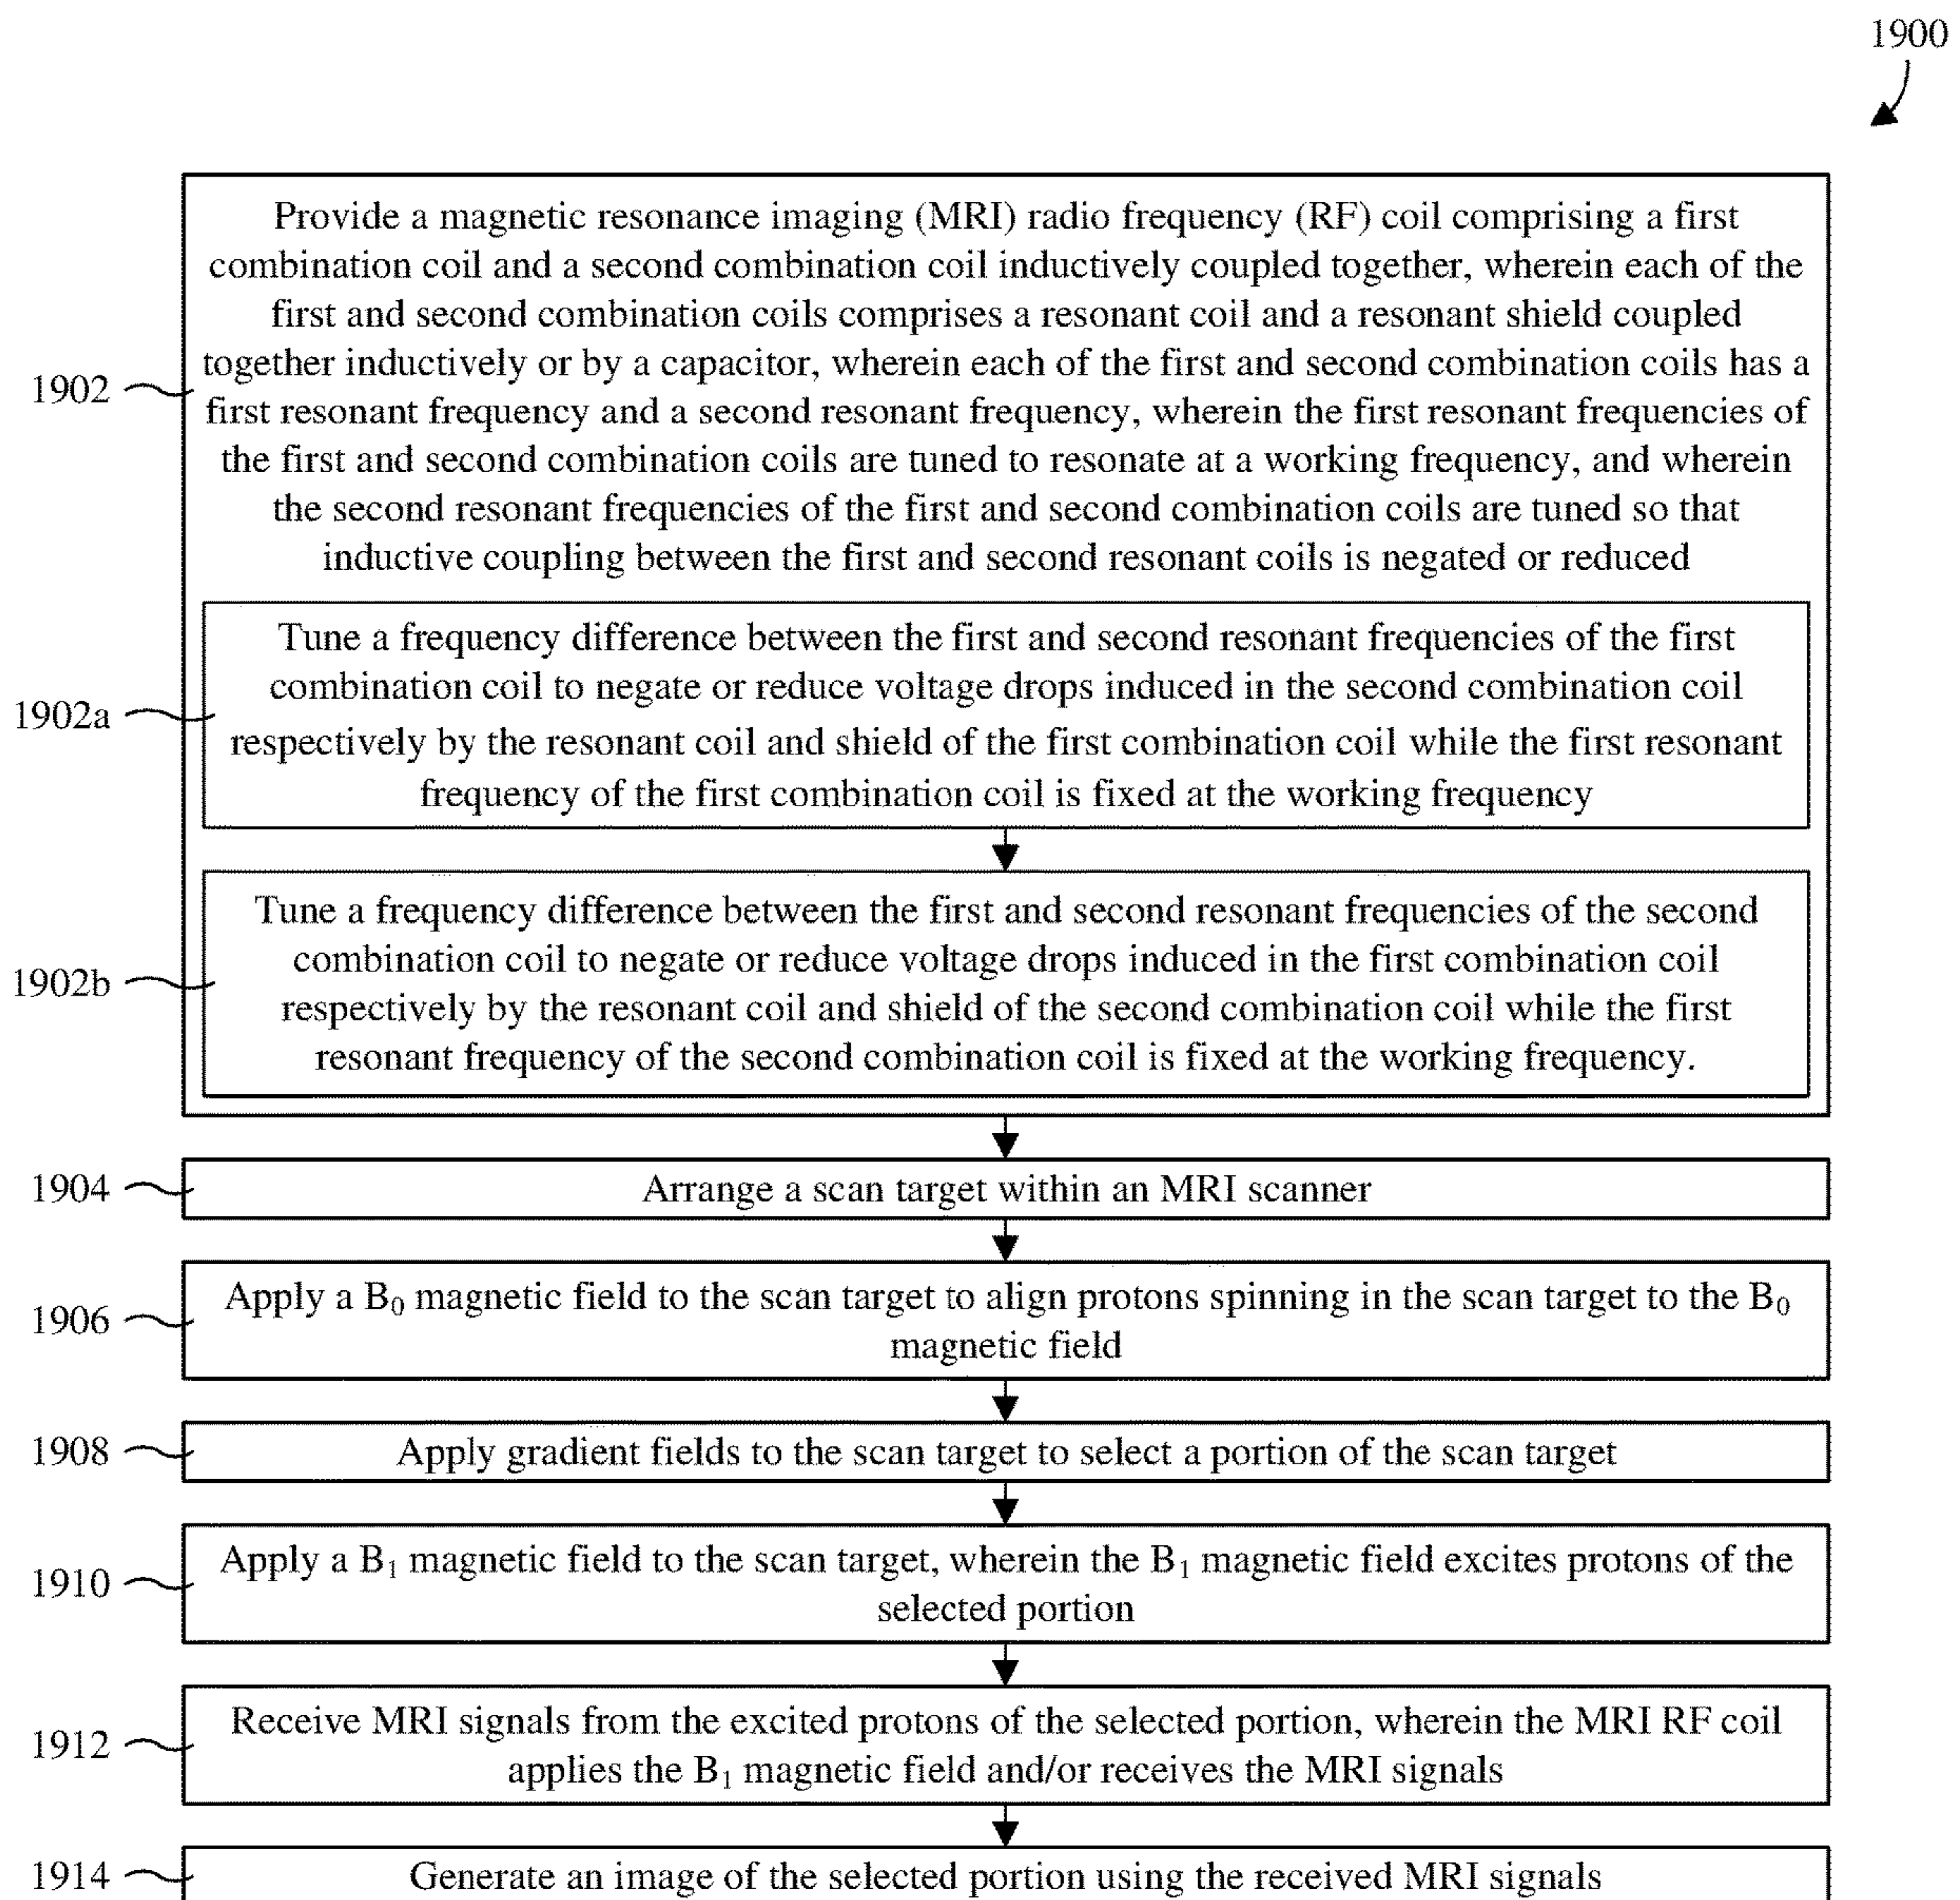 1900
Provide a magnetic resonance imaging (MRI) radio frequency (RF) coil comprising a first
combination coil and a second combination coil inductively coupled together, wherein each of the
first and second combination coils comprises a resonant coil and a resonant shield coupled
together inductively or by a capacitor, wherein each of the first and second combination coils has a
first resonant frequency and a second resonant frequency, wherein the first resonant frequencies of
the first and second combination coils are tuned to resonate at a working frequency, and wherein
the second resonant frequencies of the first and second combination coils are tuned so that
inductive coupling between the first and second resonant coils is negated or reduced
1902
Tune a frequency difference between the first and second resonant frequencies of the first
combination coil to negate or reduce voltage drops induced in the second combination coil
respectively by the resonant coil and shield of the first combination coil while the first resonant
frequency of the first combination coil is fixed at the working frequency
1902a
Tune a frequency difference between the first and second resonant frequencies of the second
combination coil to negate or reduce voltage drops induced in the first combination coil
respectively by the resonant coil and shield of the second combination coil while the first
resonant frequency of the second combination coil is fixed at the working frequency.
1902b
1904
Arrange a scan target within an MRI scanner
1906
Apply a B₀ magnetic field to the scan target to align protons spinning in the scan target to the B₀
magnetic field
1908
Apply gradient fields to the scan target to select a portion of the scan target
1910
Apply a B₁ magnetic field to the scan target, wherein the B₁ magnetic field excites protons of the
selected portion
1912
Receive MRI signals from the excited protons of the selected portion, wherein the MRI RF coil
applies the B₁ magnetic field and/or receives the MRI signals
1914
Generate an image of the selected portion using the received MRI signals